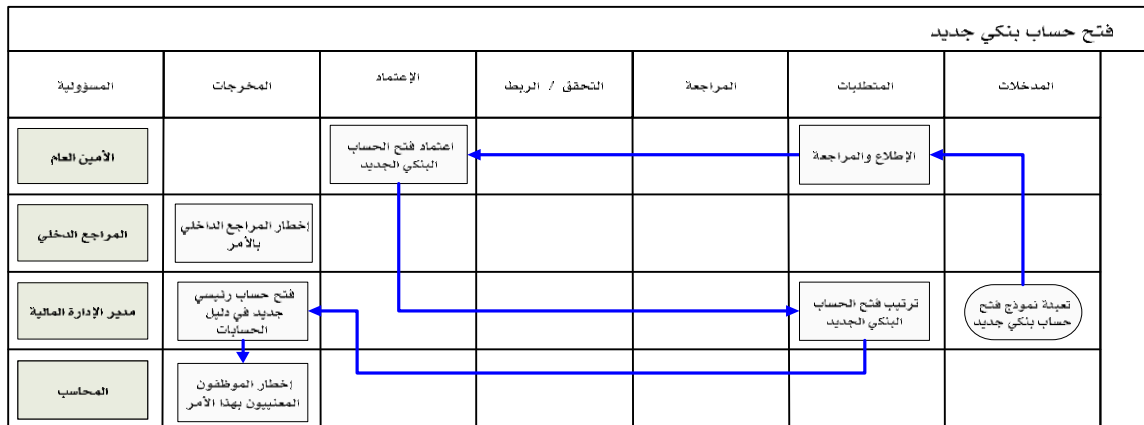 فتح حساب بنكي جديد
المدخلات
المتطلبات
المراجعة
التحقق / الربط
الإعتماد
المخرجات
المسؤولية
الإطلاع والمراجعة
اعتماد فتح الحساب
البنكي الجديد
الأمين العام
إخطار المراجع الداخلي
بالأمر
المراجع الدخلي
تعبئة نموذج فتح
حساب بنكي جديد
ترتيب فتح الحساب
البنكي الجديد
فتح حساب رئيسي
جديد في دليل
الحسابات
مدير الإدارة المالية
إخطار الموظفون
المعنييون بهذا الأمر
المحاسب